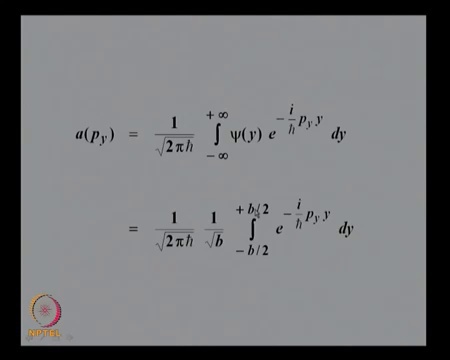 a(p_y) = \frac{1}{\sqrt{2\pi\hbar}} \int_{-\infty}^{+\infty} ψ(y) e^{-\frac{i}{\hbar} p_y y} dy
= \frac{1}{\sqrt{2\pi\hbar}} \frac{1}{\sqrt{b}} \int_{-b/2}^{+b/2} e^{-\frac{i}{\hbar} p_y y} dy
NPTEL